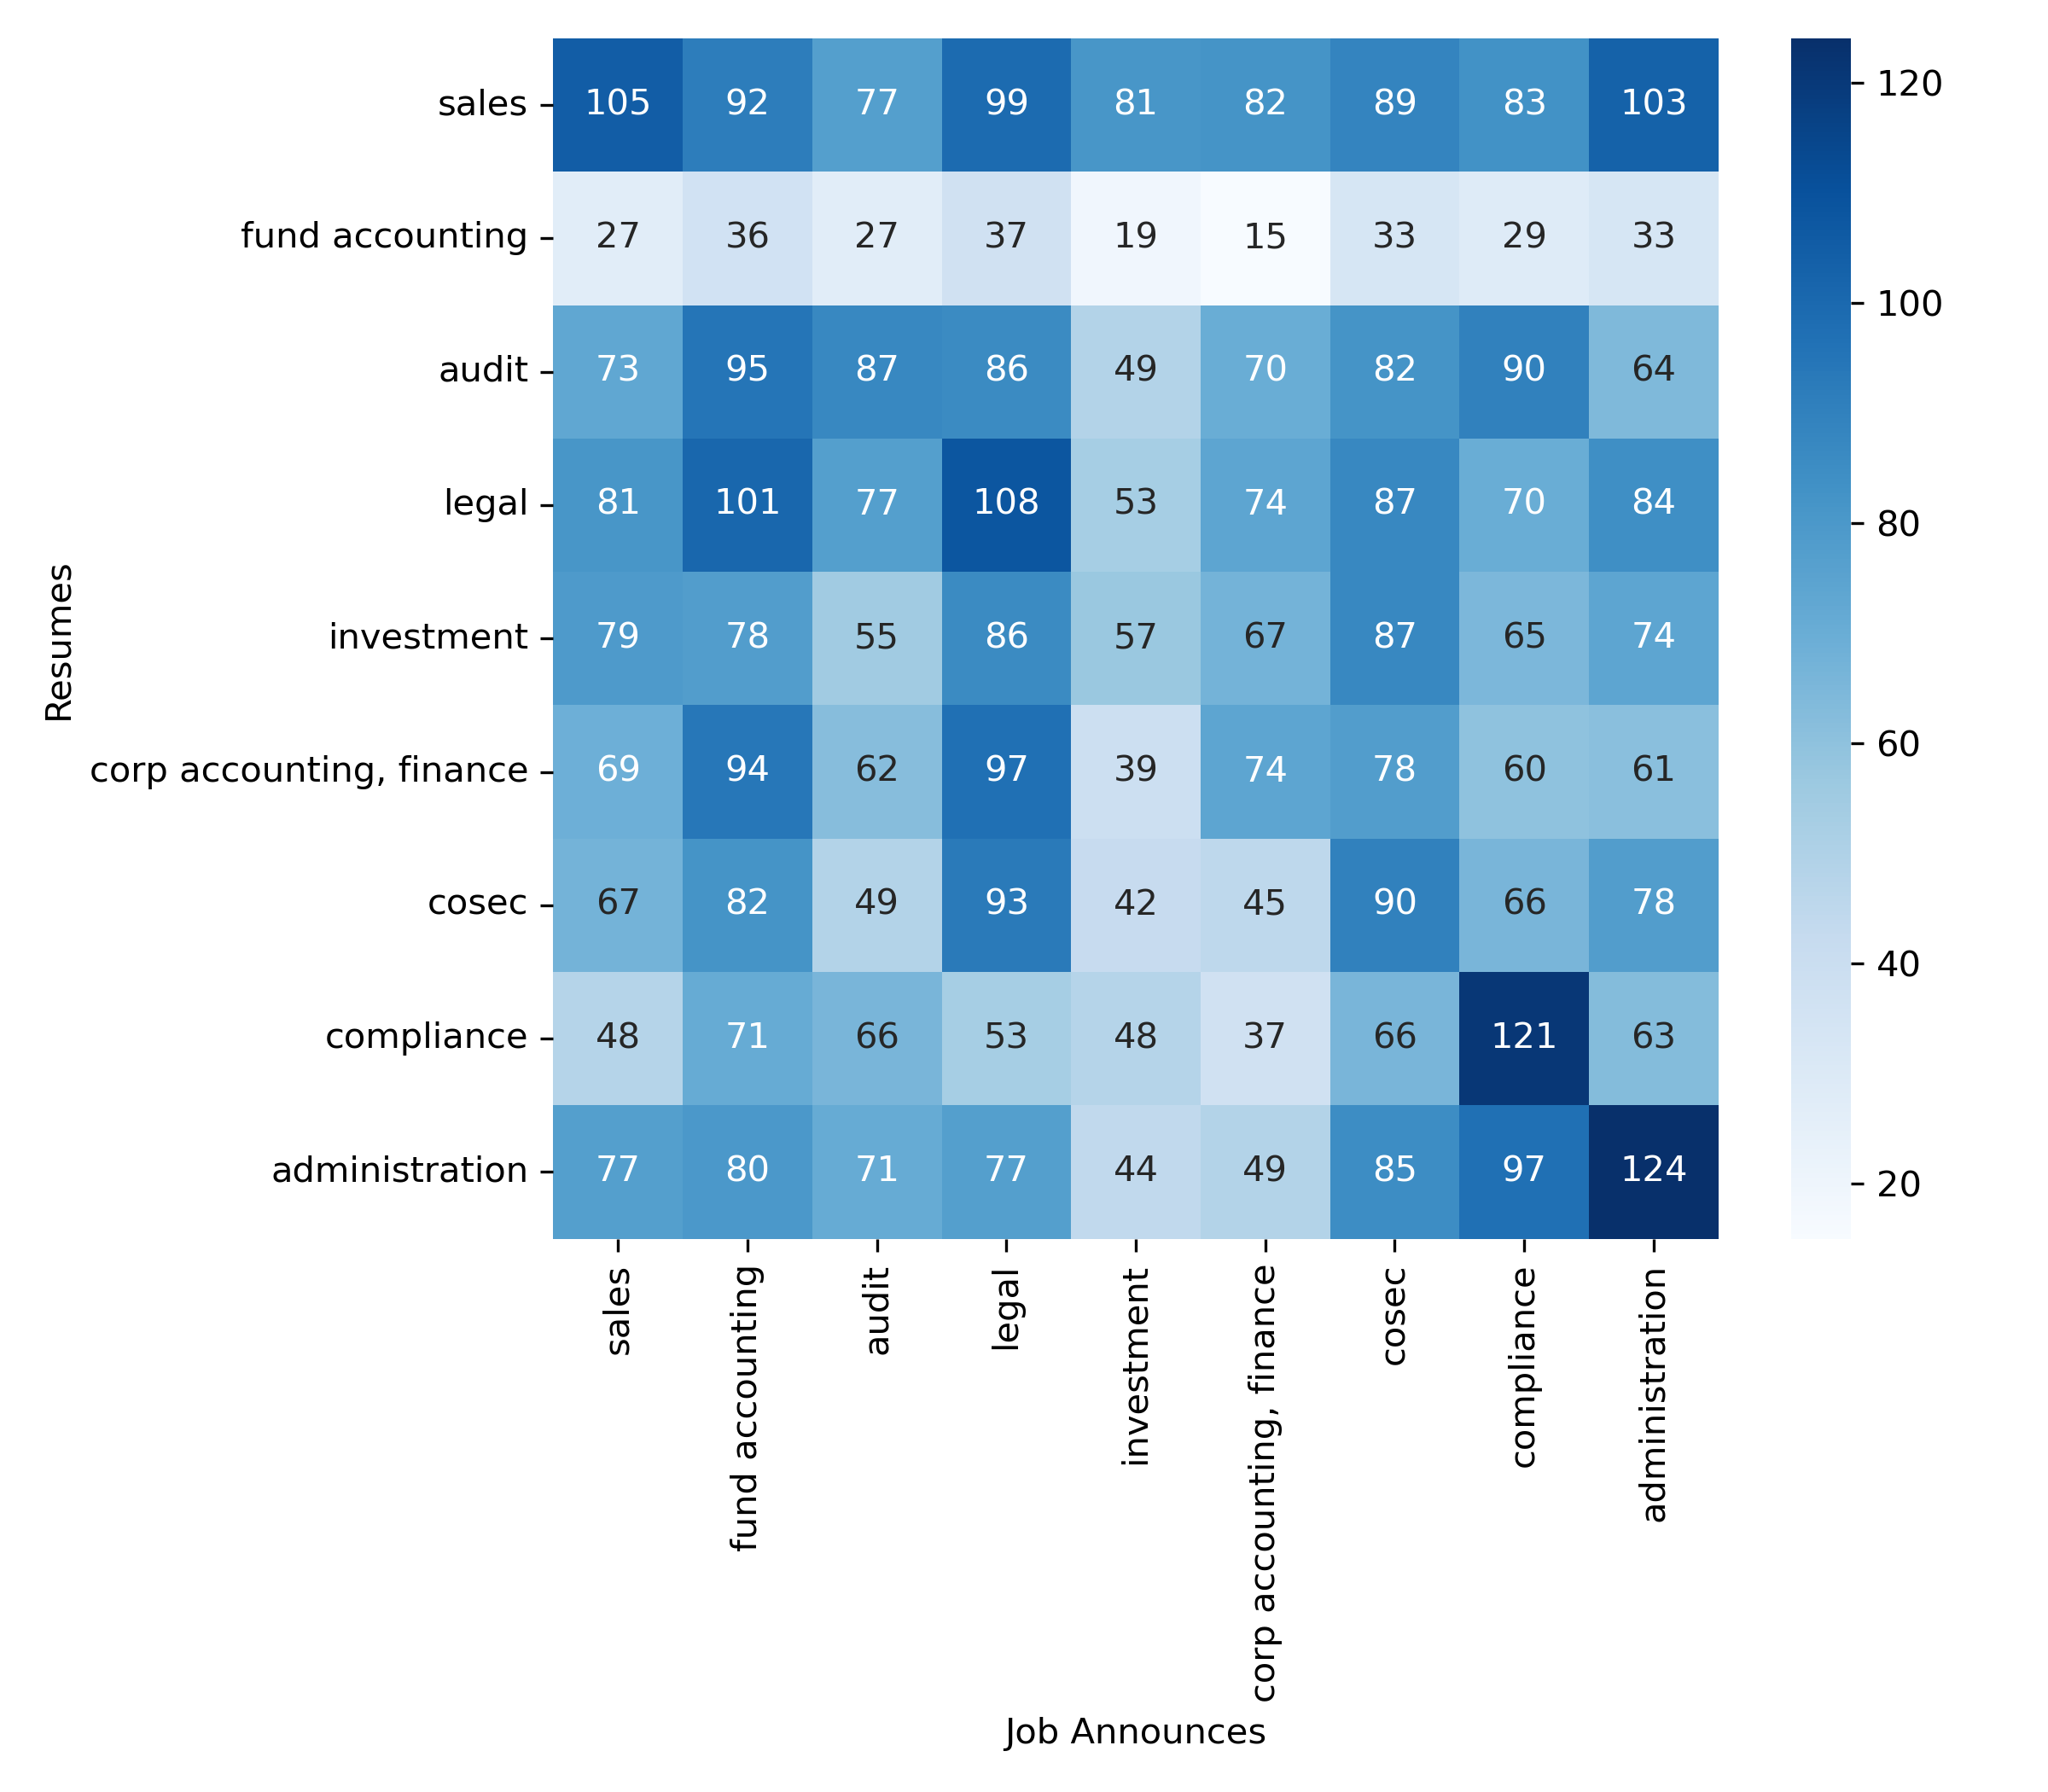 sales 105 92 77 99 81 82 89 83 103
fund accounting 27 36 27 37 19 15 33 29 33
audit 73 95 87 86 49 70 82 90 64
legal 81 101 77 108 53 74 87 70 84
investment 79 78 55 86 57 67 87 65 74
corp accounting, finance 69 94 62 97 39 74 78 60 61
cosec 67 82 49 93 42 45 90 66 78
compliance 48 71 66 53 48 37 66 121 63
administration 77 80 71 77 44 49 85 97 124
Resumes
sales
fund accounting
audit
legal
investment
corp accounting, finance
cosec
compliance
administration
Job Announces
120
100
80
60
40
20